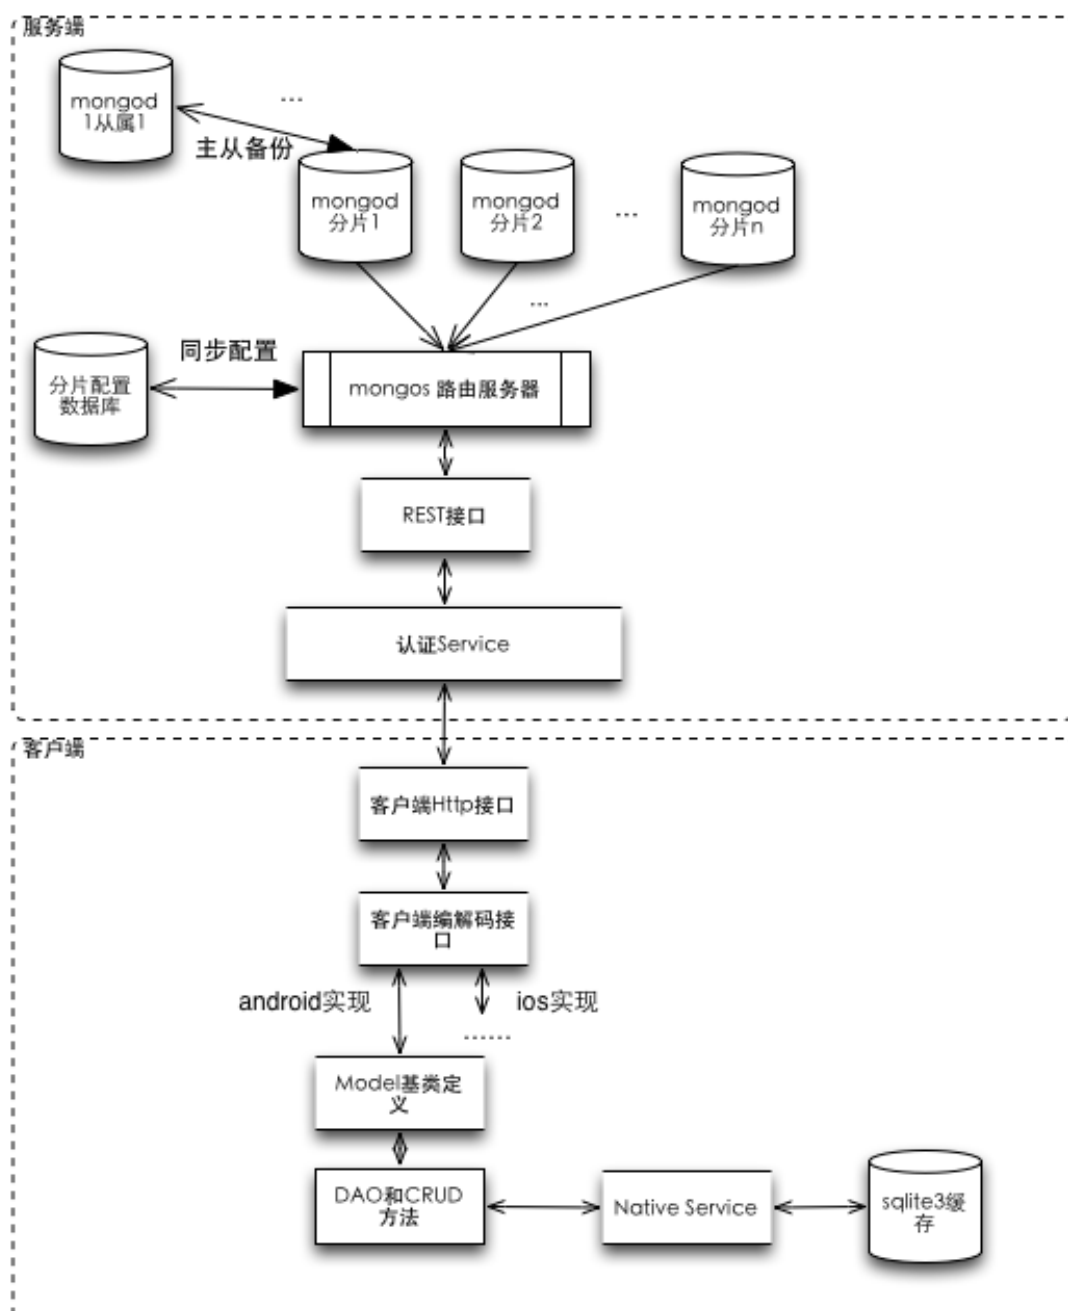 服务端
mongod
1从属1
...
主从备份
mongod
分片1
mongod
分片2
...
mongod
分片n
...
同步配置
分片配置
数据库
mongos 路由服务器
REST接口
认证Service
客户端
客户端Http接口
客户端编解码接
口
android实现
ios实现
......
Model基类定
义
DAO和CRUD
方法
Native Service
sqlite3缓
存